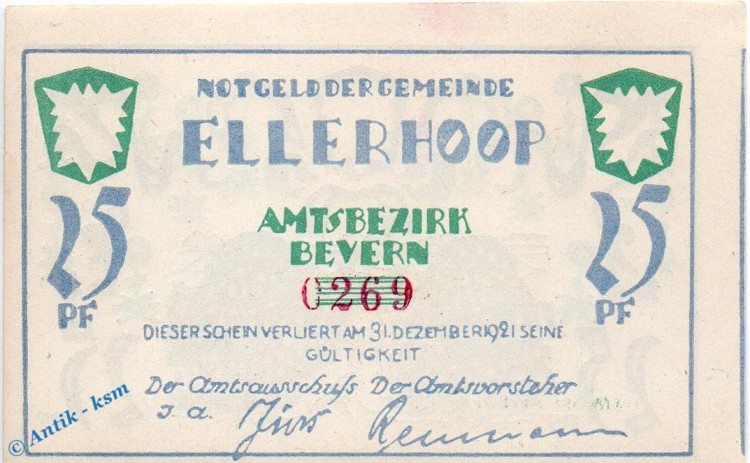 NOTGELD DER GEMEINDE
ELLERHOOP
25 PF
25 PF
AMTSBEZIRK
BEVERN
0269
DIESER SCHEIN VERLIERT AM 31. DEZEMBER 1921 SEINE
GÜLTIGKEIT
Der Amtsausschuss Der Amtsvorsteher
I. A.
© Antik - ksm